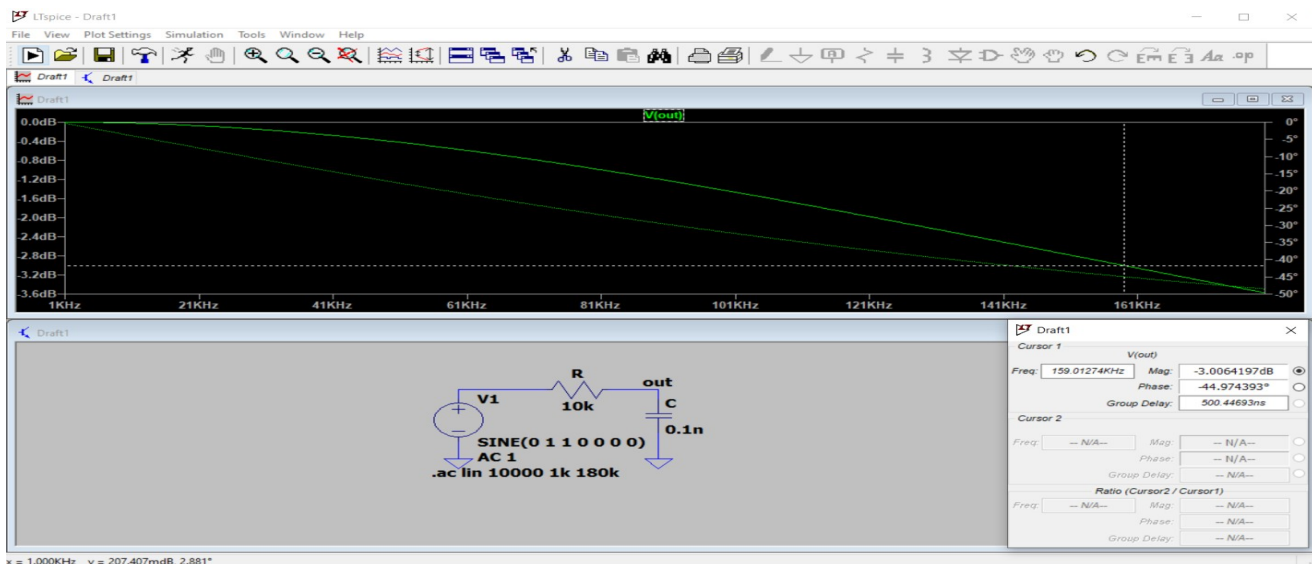 LTspice - Draft1
File View Plot Settings Simulation Tools Window Help
Draft1 Draft1
Draft1
V(out)
0.0dB 0°
-0.4dB -5°
-0.8dB -10°
-1.2dB -15°
-1.6dB -20°
-2.0dB -25°
-2.4dB -30°
-2.8dB -35°
-3.2dB -40°
-3.6dB -45°
-50°
1KHz 21KHz 41KHz 61KHz 81KHz 101KHz 121KHz 141KHz 161KHz
Draft1
R
out
V1
10k
C
0.1n
SINE(0 1 1 0 0 0 0)
AC 1
.ac lin 10000 1k 180k
Draft1
Cursor 1
V(out)
Freq: 159.01274KHz Mag: -3.0064197dB
Phase: -44.974393°
Group Delay: 500.44693ns
Cursor 2
Freq: -- N/A-- Mag: -- N/A--
Phase: -- N/A--
Group Delay: -- N/A--
Ratio (Cursor2 / Cursor1)
Freq: -- N/A-- Mag: -- N/A--
Phase: -- N/A--
Group Delay: -- N/A--
x = 1.000KHz y = 207.407mdB, 2.881°